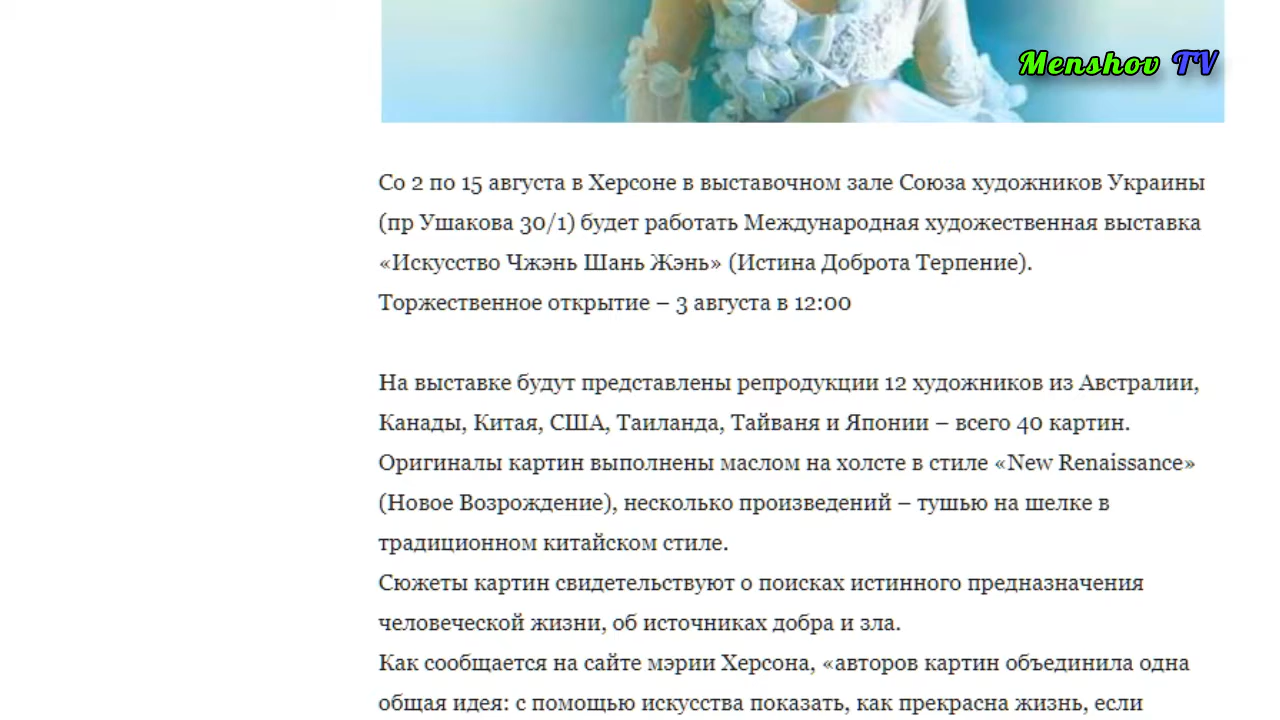 Menshov TV
Со 2 по 15 августа в Херсоне в выставочном зале Союза художников Украины
(пр Ушакова 30/1) будет работать Международная художественная выставка
«Искусство Чжэнь Шань Жэнь» (Истина Доброта Терпение).
Торжественное открытие – 3 августа в 12:00
На выставке будут представлены репродукции 12 художников из Австралии,
Канады, Китая, США, Таиланда, Тайваня и Японии – всего 40 картин.
Оригиналы картин выполнены маслом на холсте в стиле «New Renaissance»
(Новое Возрождение), несколько произведений – тушью на шелке в
традиционном китайском стиле.
Сюжеты картин свидетельствуют о поисках истинного предназначения
человеческой жизни, об источниках добра и зла.
Как сообщается на сайте мэрии Херсона, «авторов картин объединила одна
общая идея: с помощью искусства показать, как прекрасна жизнь, если